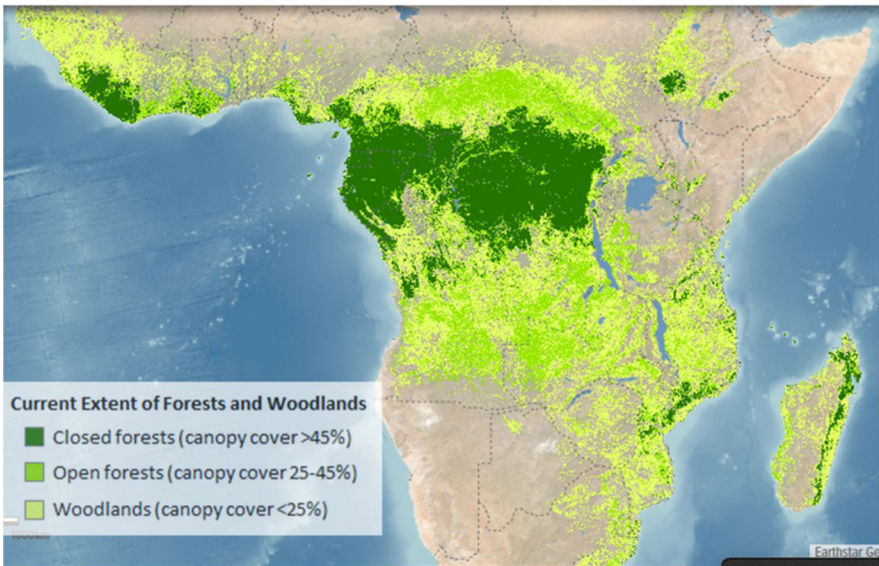 Current Extent of Forests and Woodlands
Closed forests (canopy cover >45%)
Open forests (canopy cover 25-45%)
Woodlands (canopy cover <25%)
1000km
Earthstar Ge